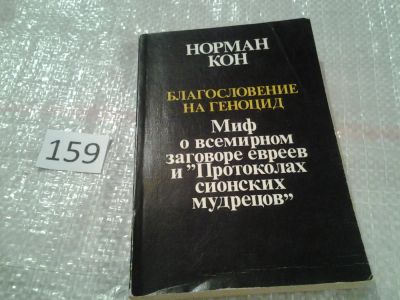 НОРМАН
КОН
БЛАГОСЛОВЕНИЕ
НА ГЕНОЦИД
Миф
о всемирном
заговоре евреев
и "Протоколах
сионских
мудрецов"
159